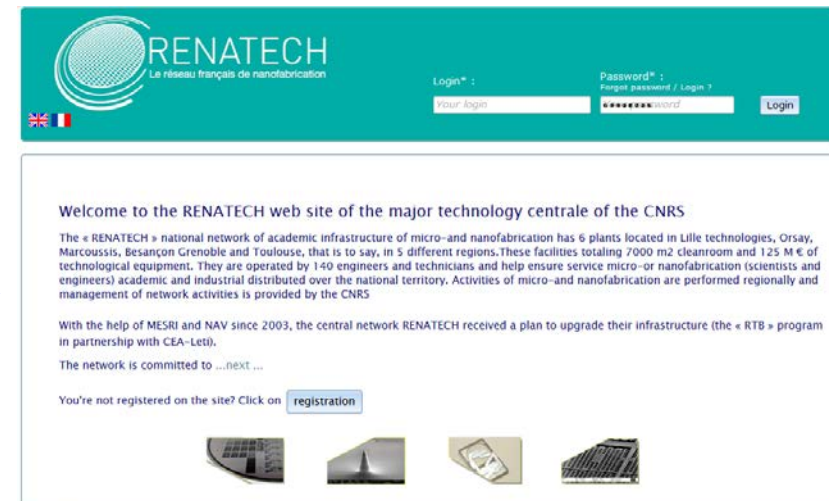 RENATECH
Le réseau français de nanofabrication
Login* :
Password* :
Forgot password / Login ?
Your login
word
Login
Welcome to the RENATECH web site of the major technology centrale of the CNRS
The « RENATECH » national network of academic infrastructure of micro-and nanofabrication has 6 plants located in Lille technologies, Orsay,
Marcoussis, Besançon Grenoble and Toulouse, that is to say, in 5 different regions.These facilities totaling 7000 m2 cleanroom and 125 M € of
technological equipment. They are operated by 140 engineers and technicians and help ensure service micro-or nanofabrication (scientists and
engineers) academic and industrial distributed over the national territory. Activities of micro-and nanofabrication are performed regionally and
management of network activities is provided by the CNRS
With the help of MESRI and NAV since 2003, the central network RENATECH received a plan to upgrade their infrastructure (the « RTB » program
in partnership with CEA-Leti).
The network is committed to ...next ...
You're not registered on the site? Click on registration